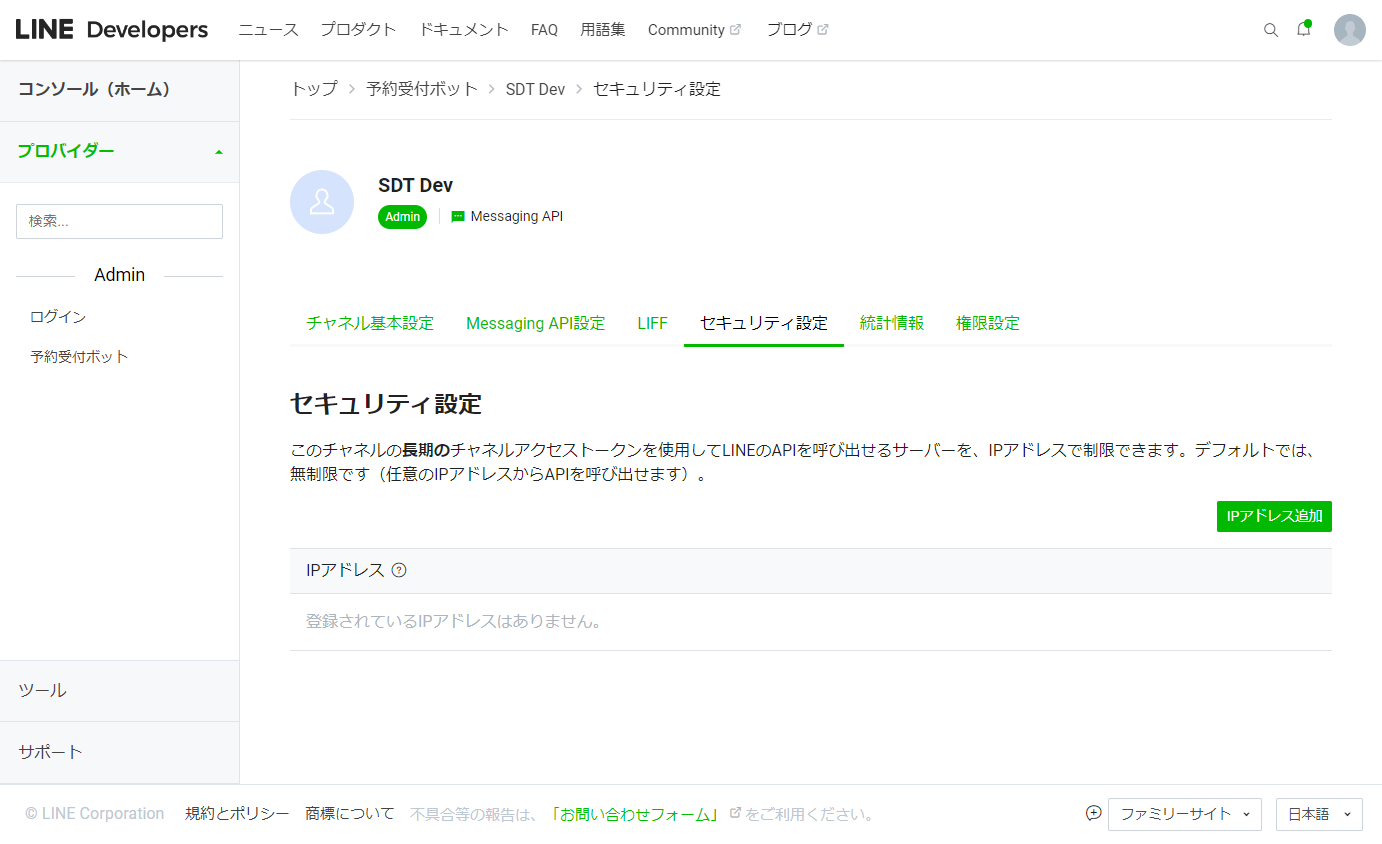 LINE Developers ニュース プロダクト ドキュメント FAQ 用語集 Community ブログ
コンソール（ホーム）
プロバイダー
検索...
Admin
ログイン
予約受付ボット
ツール
サポート
トップ > 予約受付ボット > SDT Dev > セキュリティ設定
SDT Dev
Admin Messaging API
チャネル基本設定 Messaging API設定 LIFF セキュリティ設定 統計情報 権限設定
セキュリティ設定
このチャネルの長期のチャネルアクセストークンを使用してLINEのAPIを呼び出せるサーバーを、IPアドレスで制限できます。デフォルトでは、
無制限です（任意のIPアドレスからAPIを呼び出せます）。
IPアドレス追加
IPアドレス ?
登録されているIPアドレスはありません。
© LINE Corporation 規約とポリシー 商標について 不具合等の報告は、「お問い合わせフォーム」をご利用ください。 ファミリーサイト 日本語